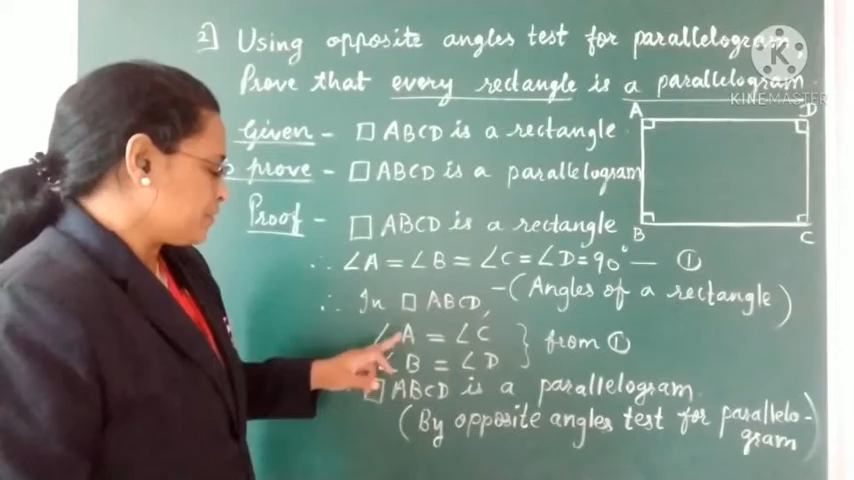 2] Using opposite angles test for parallelogram
Prove that every rectangle is a parallelogram.
Given - □ ABCD is a rectangle
prove - □ ABCD is a parallelogram
Proof - □ ABCD is a rectangle
∴ ∠A = ∠B = ∠C = ∠D = 90° — ①
- (Angles of a rectangle)
∴ In □ ABCD,
∠A = ∠C } from ①
∠B = ∠D
□ ABCD is a parallelogram.
(By opposite angles test for parallelo-
gram)
A D
B C
K
KINEMASTER